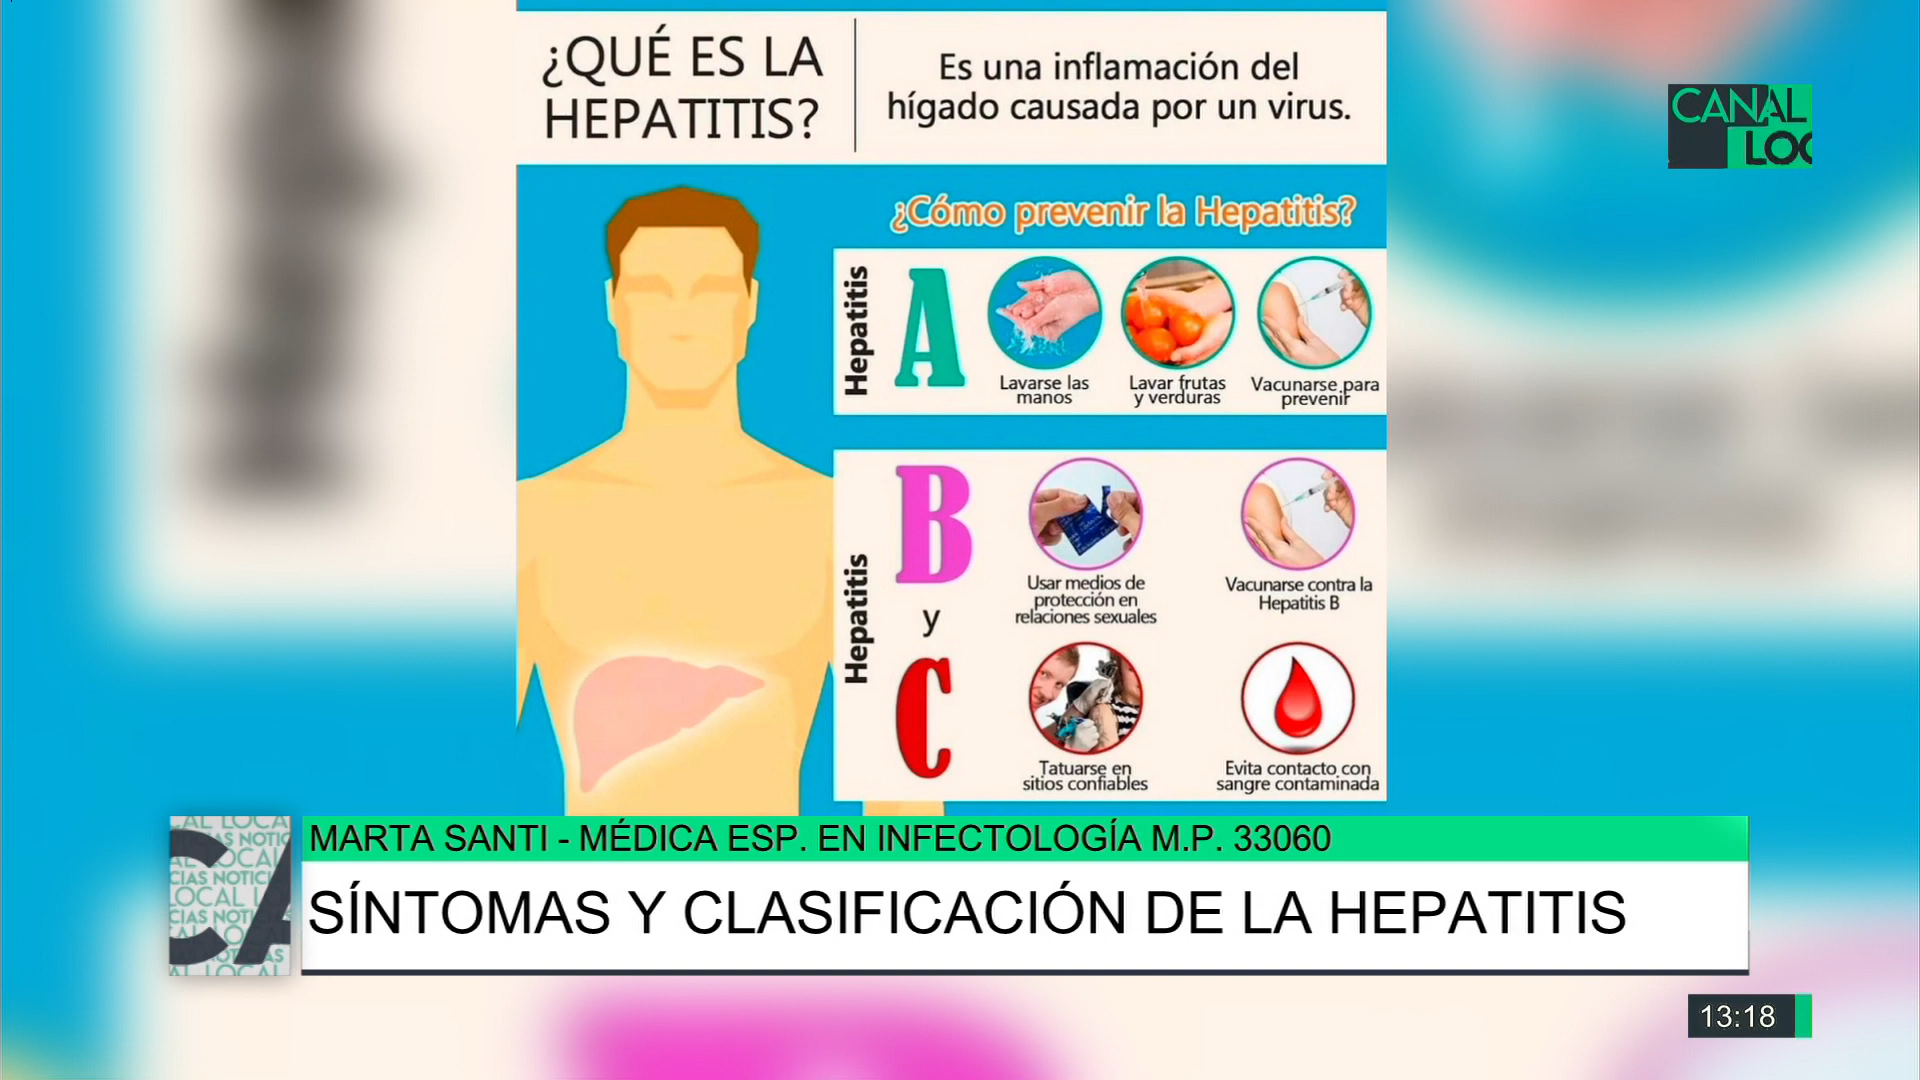 ¿QUÉ ES LA
HEPATITIS?
Es una inflamación del
hígado causada por un virus.
CANAL
LOC
¿Cómo prevenir la Hepatitis?
Hepatitis
A
Lavarse las
manos
Lavar frutas
y verduras
Vacunarse para
prevenir
Hepatitis
B
y
C
Usar medios de
protección en
relaciones sexuales
Vacunarse contra la
Hepatitis B
Tatuarse en
sitios confiables
Evita contacto con
sangre contaminada
MARTA SANTI - MÉDICA ESP. EN INFECTOLOGÍA M.P. 33060
SÍNTOMAS Y CLASIFICACIÓN DE LA HEPATITIS
CA
13:18